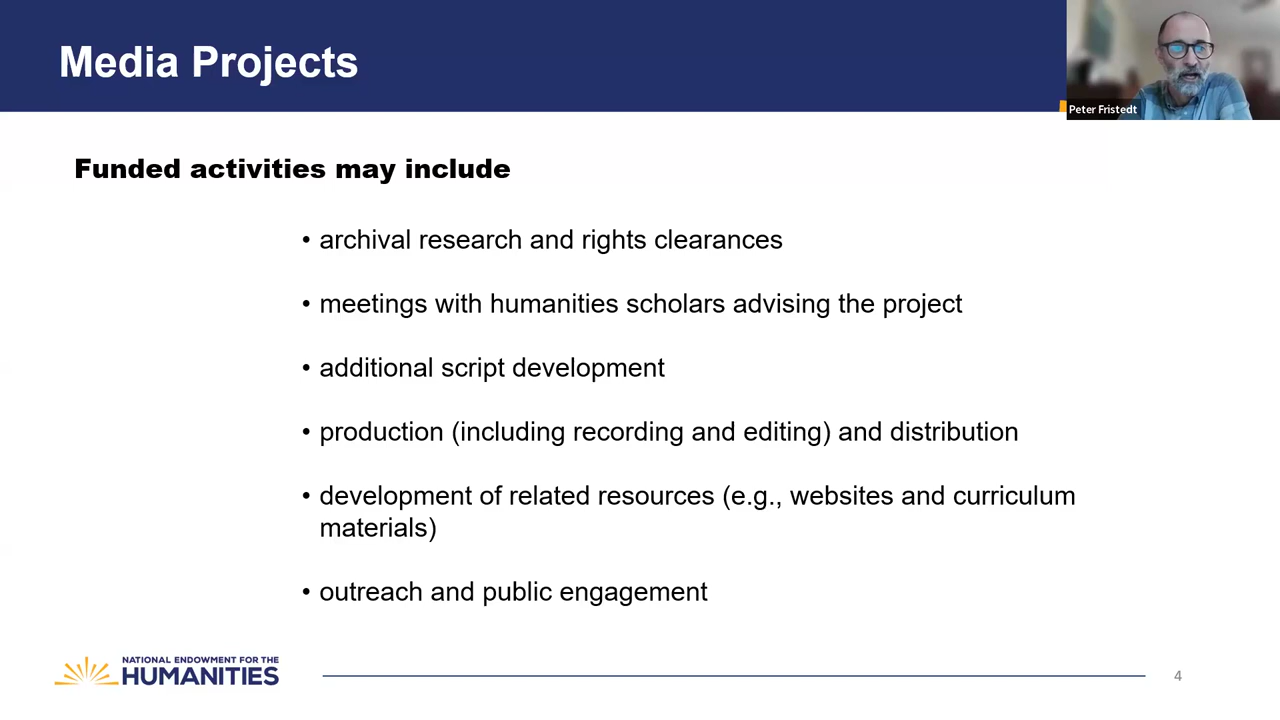 Media Projects
Peter Fristedt
Funded activities may include
• archival research and rights clearances
• meetings with humanities scholars advising the project
• additional script development
• production (including recording and editing) and distribution
• development of related resources (e.g., websites and curriculum
materials)
• outreach and public engagement
NATIONAL ENDOWMENT FOR THE
HUMANITIES
4